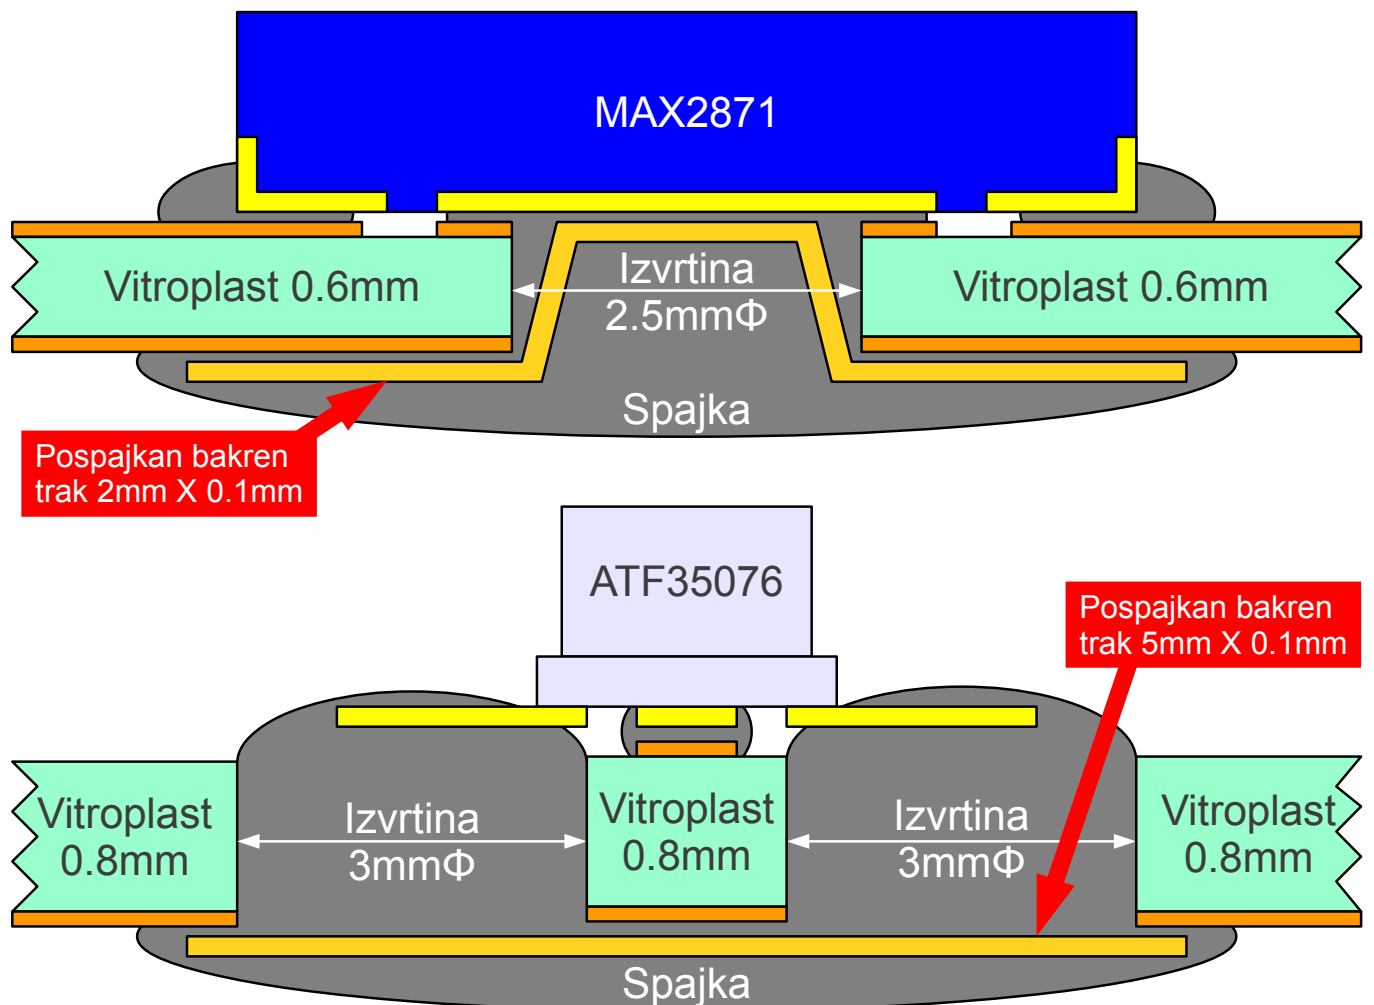 MAX2871
Vitroplast 0.6mm
Izvrtina
2.5mmΦ
Vitroplast 0.6mm
Spajka
Pospajkan bakren
trak 2mm X 0.1mm
ATF35076
Pospajkan bakren
trak 5mm X 0.1mm
Vitroplast
0.8mm
Izvrtina
3mmΦ
Vitroplast
0.8mm
Izvrtina
3mmΦ
Vitroplast
0.8mm
Spajka